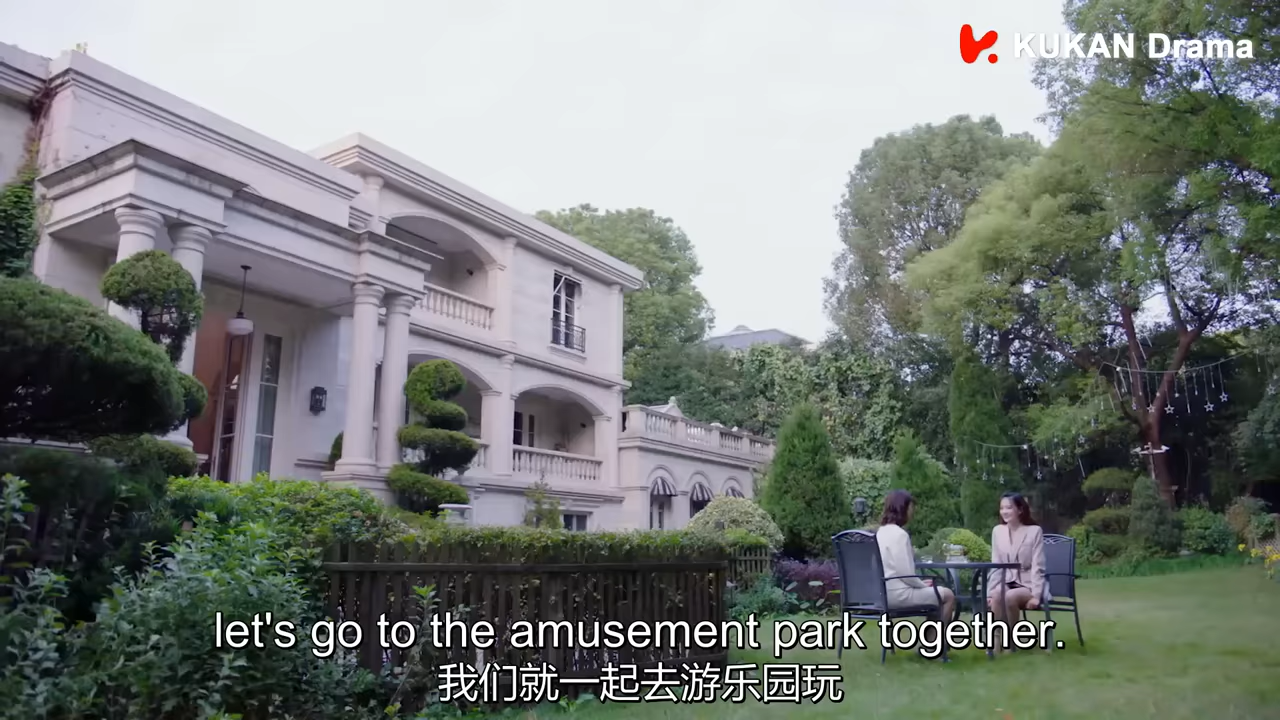 KUKAN Drama
let's go to the amusement park together.
我们就一起去游乐园玩